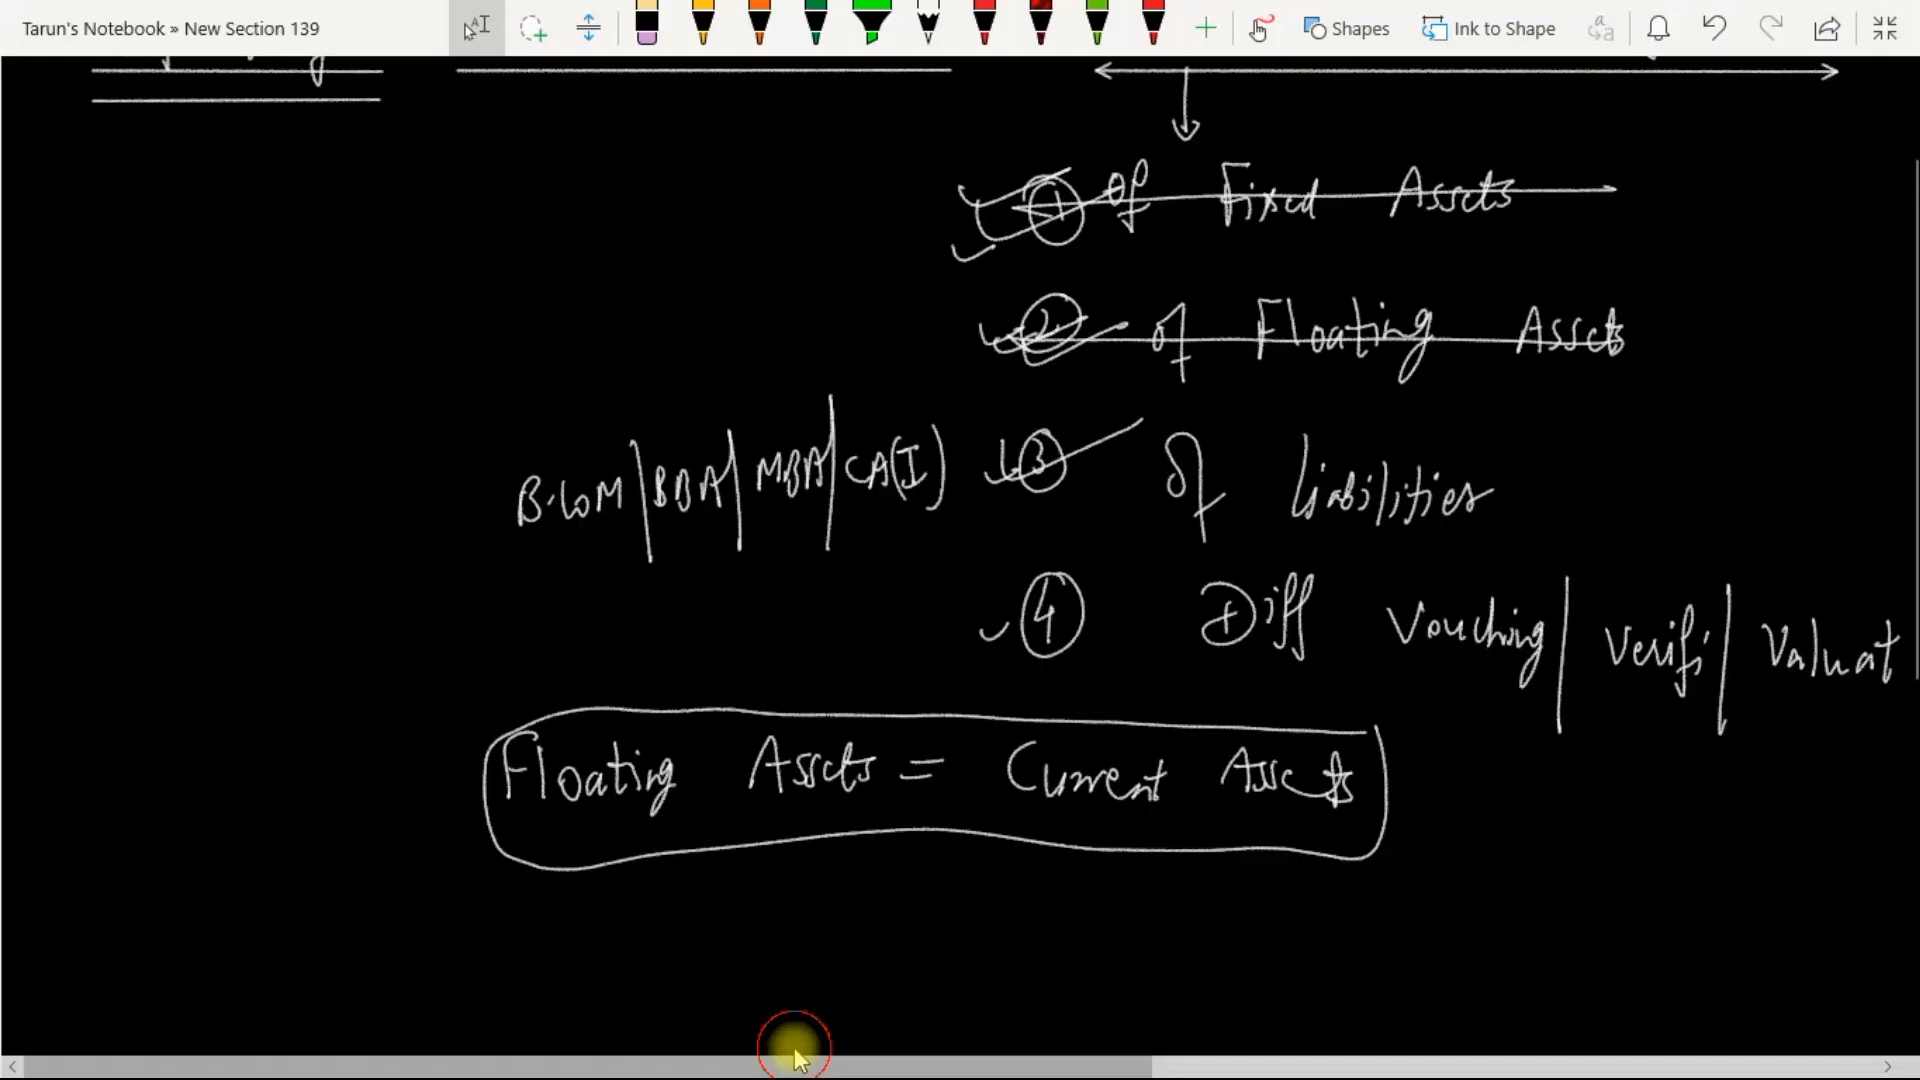 Tarun's Notebook » New Section 139
Shapes
Ink to Shape
1 of Fixed Assets
2 of Floating Assets
B.COM | BBA | MBA | CA(I)
3 of Liabilities
4 Diff Vouching | Verifi | Valuat
Floating Assets = Current Assets